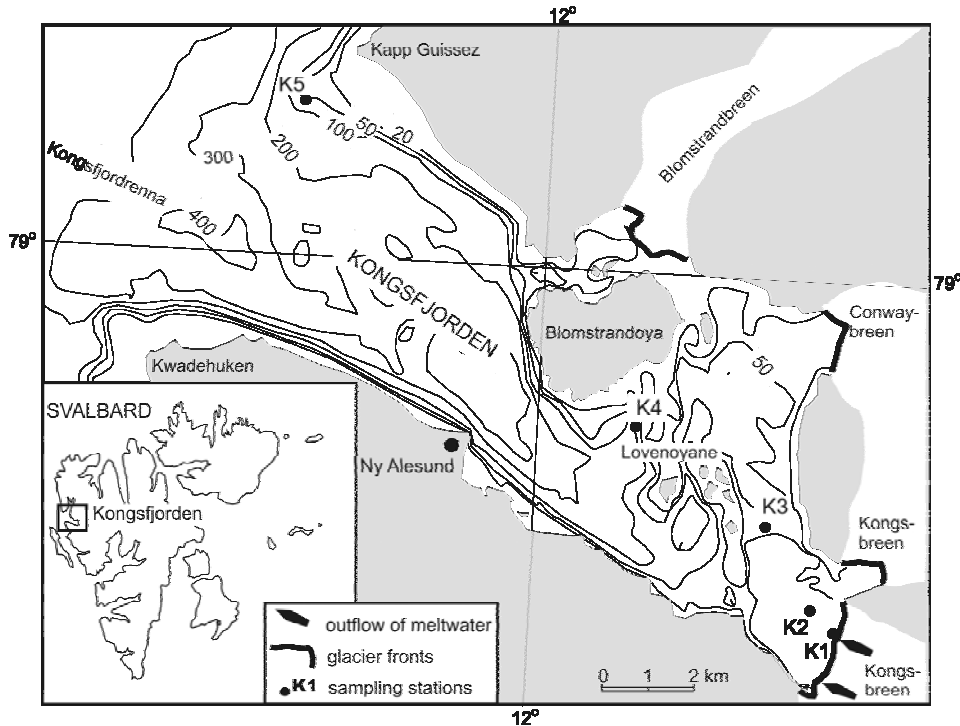 12°
Kapp Guissez
K5
100
50
20
Blomstrandbreen
300
200
Kongsfjordrenna
400
79°
KONGSFJORDEN
79°
Conway-
breen
Blomstrandoya
Kwadehuken
50
SVALBARD
K4
Ny Alesund
Lovenoyane
Kongsfjorden
K3
Kongs-
breen
outflow of meltwater
K2
K1
glacier fronts
Kongs-
breen
K1 sampling stations
0 1 2 km
12°